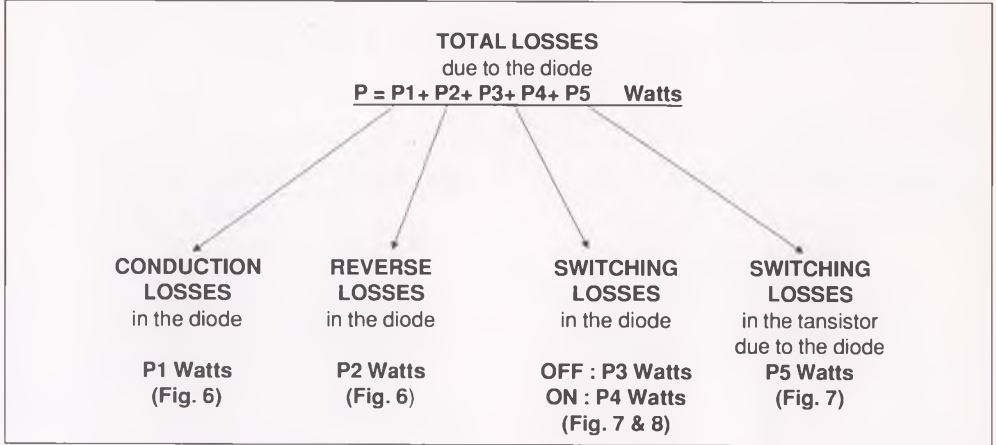 TOTAL LOSSES
due to the diode
P = P1+ P2+ P3+ P4+ P5 Watts
CONDUCTION
LOSSES
in the diode
P1 Watts
(Fig. 6)
REVERSE
LOSSES
in the diode
P2 Watts
(Fig. 6)
SWITCHING
LOSSES
in the diode
OFF : P3 Watts
ON : P4 Watts
(Fig. 7 & 8)
SWITCHING
LOSSES
in the tansistor
due to the diode
P5 Watts
(Fig. 7)